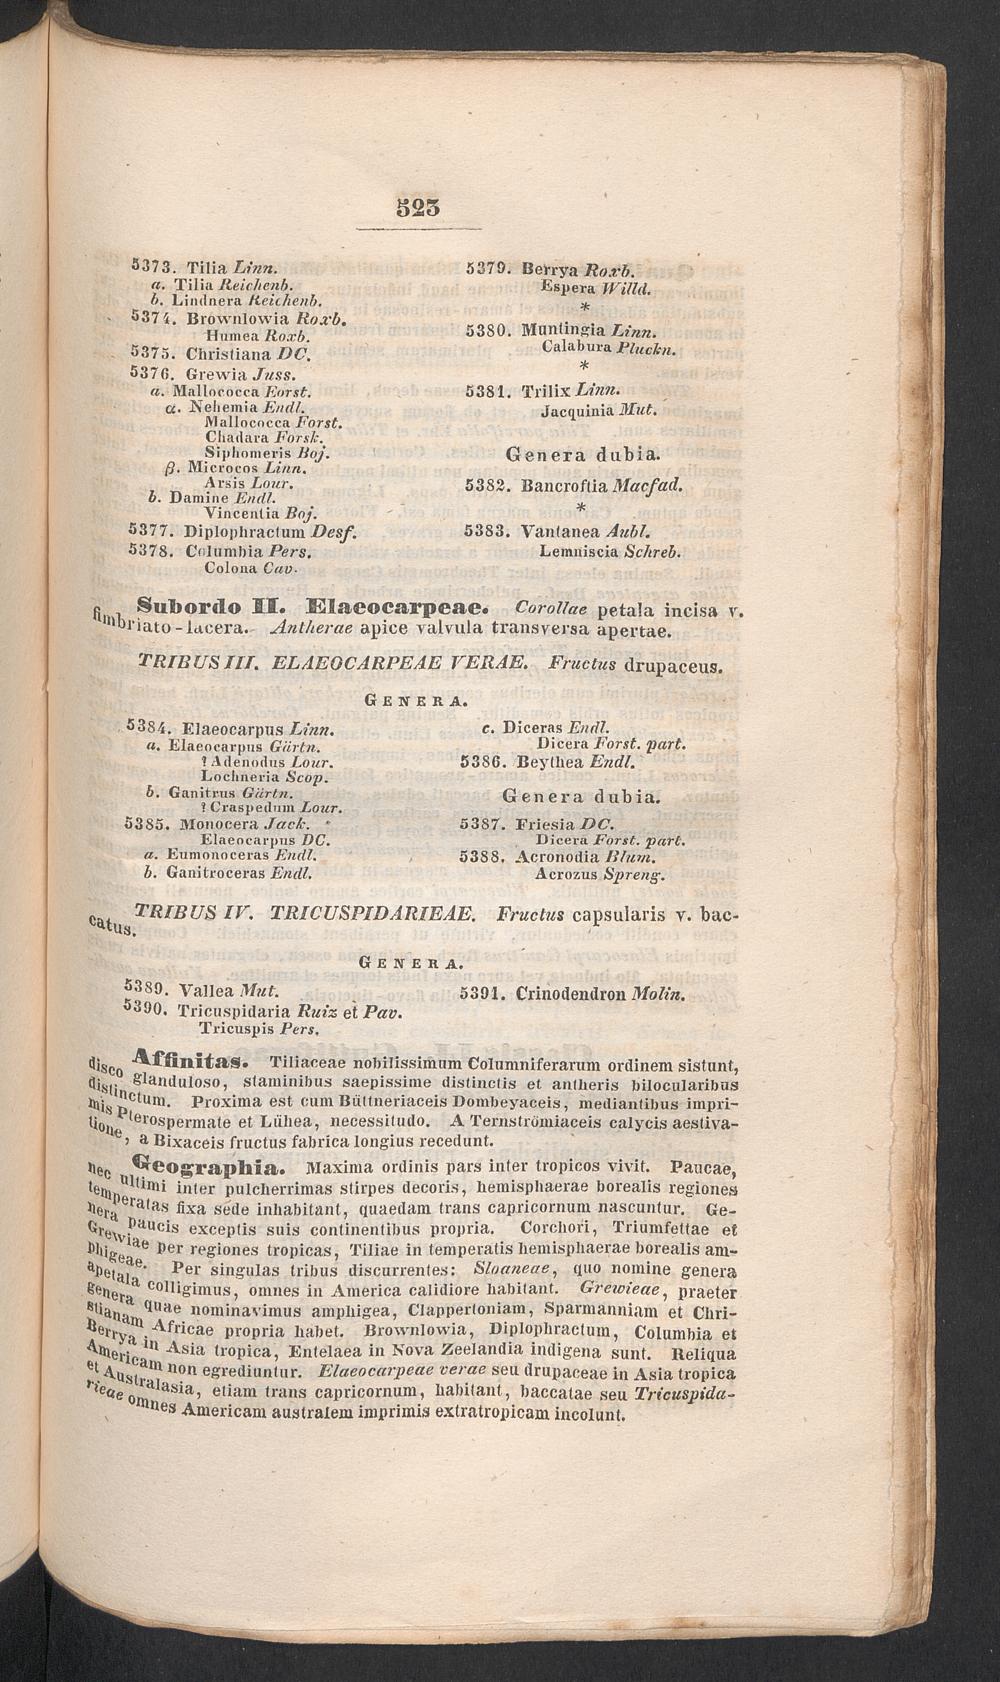 523
5373. Tilia Linn.
a. Tilia Reichenb.
b. Lindnera Reichenb.
5374. Brownlowia Roxb.
Humea Roxb.
5375. Christiana DC.
5376. Grewia Juss.
a. Mallococca Forst.
α. Nehemia Endl.
Mallococca Forst.
Chadara Forsk.
Siphomeris Boj.
β. Microcos Linn.
Arsis Lour.
b. Damine Endl.
Vincentia Boj.
5377. Diplophractum Desf.
5378. Columbia Pers.
Colona Cav.
5379. Berrya Roxb.
Espera Willd.
*
5380. Muntingia Linn.
Calabura Pluckn.
*
5381. Trilix Linn.
Jacquinia Mut.
Genera dubia.
5382. Bancroftia Macfad.
*
5383. Vantanea Aubl.
Lemniscia Schreb.
Subordo II. Elaeocarpeae. Corollae petala incisa v.
fimbriato-lacera. Antherae apice valvula transversa apertae.
TRIBUS III. ELAEOCARPEAE VERAE. Fructus drupaceus.
GENERA.
5384. Elaeocarpus Linn.
a. Elaeocarpus Gärtn.
? Adenodus Lour.
Lochneria Scop.
b. Ganitrus Gärtn.
? Craspedum Lour.
5385. Monocera Jack.
Elaeocarpus DC.
a. Eumonoceras Endl.
b. Ganitroceras Endl.
c. Diceras Endl.
Dicera Forst. part.
5386. Beythea Endl.
Genera dubia.
5387. Friesia DC.
Dicera Forst. part.
5388. Acronodia Blum.
Acrozus Spreng.
TRIBUS IV. TRICUSPIDARIEAE. Fructus capsularis v. bac-
catus.
GENERA.
5389. Vallea Mut.
5390. Tricuspidaria Ruiz et Pav.
Tricuspis Pers.
5391. Crinodendron Molin.
Affinitas. Tiliaceae nobilissimum Columniferarum ordinem sistunt,
disco glanduloso, staminibus saepissime distinctis et antheris bilocularibus
distinctum. Proxima est cum Büttneriaceis Dombeyaceis, mediantibus impri-
mis Pterospermate et Lühea, necessitudo. A Ternströmiaceis calycis aestiva-
tione, a Bixaceis fructus fabrica longius recedunt.
Geographia. Maxima ordinis pars inter tropicos vivit. Paucae,
nec ultimi inter pulcherrimas stirpes decoris, hemisphaerae borealis regiones
temperatas fixa sede inhabitant, quaedam trans capricornum nascuntur. Ge-
nera paucis exceptis suis continentibus propria. Corchori, Triumfettae et
Grewiae per regiones tropicas, Tiliae in temperatis hemisphaerae borealis am-
phigeae. Per singulas tribus discurrentes: Sloaneae, quo nomine genera
apetala colligimus, omnes in America calidiore habitant. Grewieae, praeter
genera quae nominavimus amphigea, Clappertoniam, Sparmanniam et Chri-
stianam Africae propria habet. Brownlowia, Diplophractum, Columbia et
Berrya in Asia tropica, Entelaea in Nova Zeelandia indigena sunt. Reliqua
Americam non egrediuntur. Elaeocarpeae verae seu drupaceae in Asia tropica
et Australasia, etiam trans capricornum, habitant, baccatae seu Tricuspida-
rieae omnes Americam australem imprimis extratropicam incolunt.